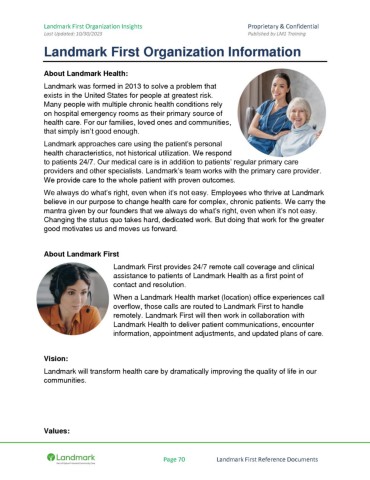 Landmark First Organization Insights Proprietary & Confidential
Last Updated: 10/30/2020 Published by LMS Training
Landmark First Organization Information
About Landmark Health:
Landmark was formed in 2013 to solve a problem that
exists in the United States for people at greatest risk.
Many people with multiple chronic health conditions rely
on hospital emergency rooms as their primary source of
health care. For our families, loved ones and communities,
that simply isn't good enough.
Landmark approaches care using the patient's personal
health characteristics, not historical utilization. We respond
to patients 24/7. Our medical care is in addition to patients' regular primary care
providers and other specialists. Landmark's team works with the primary care provider.
We provide care to the whole patient with proven outcomes.
We always do what's right, even when it's not easy. Employees who thrive at Landmark
believe in our purpose to change health care for complex, chronic patients. We carry the
mantra given by our founders that we always do what's right, even when it's not easy.
Changing the status quo takes hard, dedicated work. But doing that work for the greater
good motivates us and moves us forward.
About Landmark First
Landmark First provides 24/7 remote call coverage and clinical
assistance to patients of Landmark Health as a first point of
contact and resolution.
When a Landmark Health market (location) office experiences call
overflow, those calls are routed to Landmark First to handle
remotely. Landmark First will then work in collaboration with
Landmark Health to deliver patient communications, encounter
information, appointment adjustments, and updated plans of care.
Vision:
Landmark will transform health care by dramatically improving the quality of life in our
communities.
Values:
Landmark Page 70 Landmark First Reference Documents